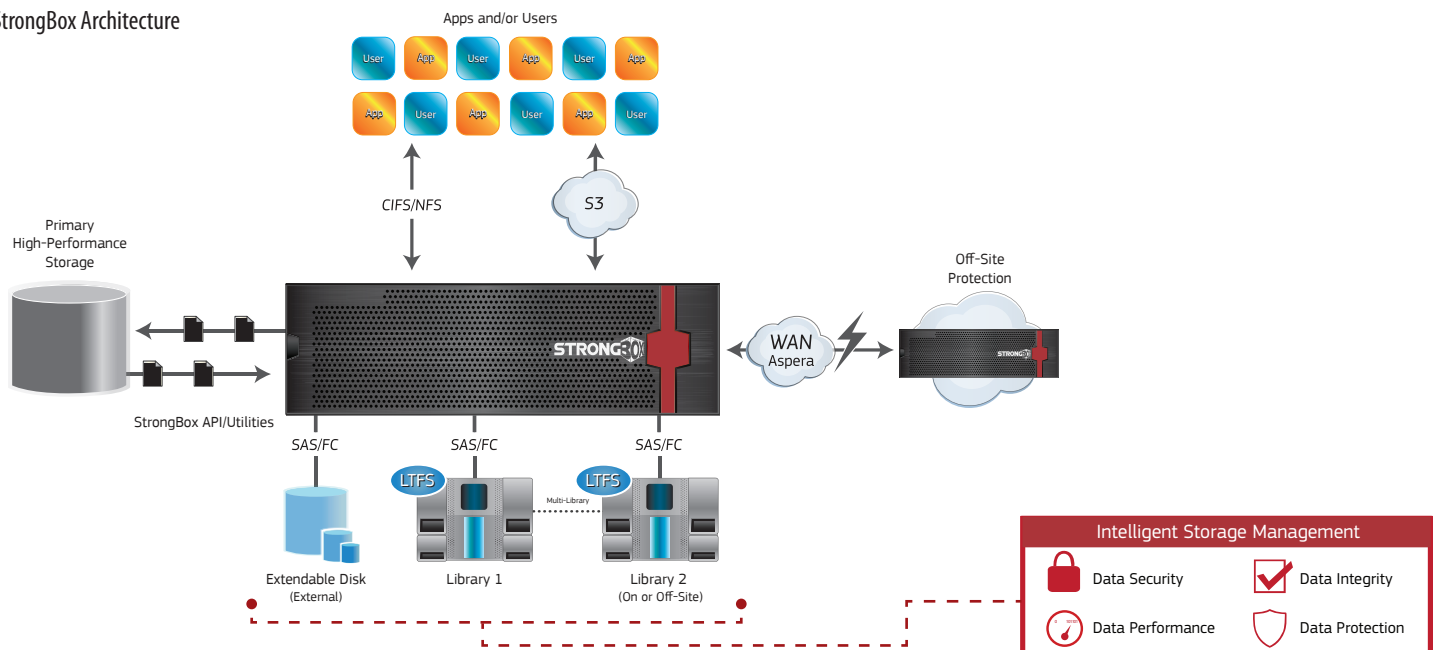 StrongBox Architecture
Apps and/or Users
User App User App User App
App User App User App User
CIFS/NFS
S3
Primary
High-Performance
Storage
Off-Site
Protection
STRONGBOX
WAN
Aspera
STRONGBOX
StrongBox API/Utilities
SAS/FC
SAS/FC
SAS/FC
LTFS
LTFS
Multi-Library
Extendable Disk
(External)
Library 1
Library 2
(On or Off-Site)
Intelligent Storage Management
Data Security
Data Integrity
Data Performance
Data Protection